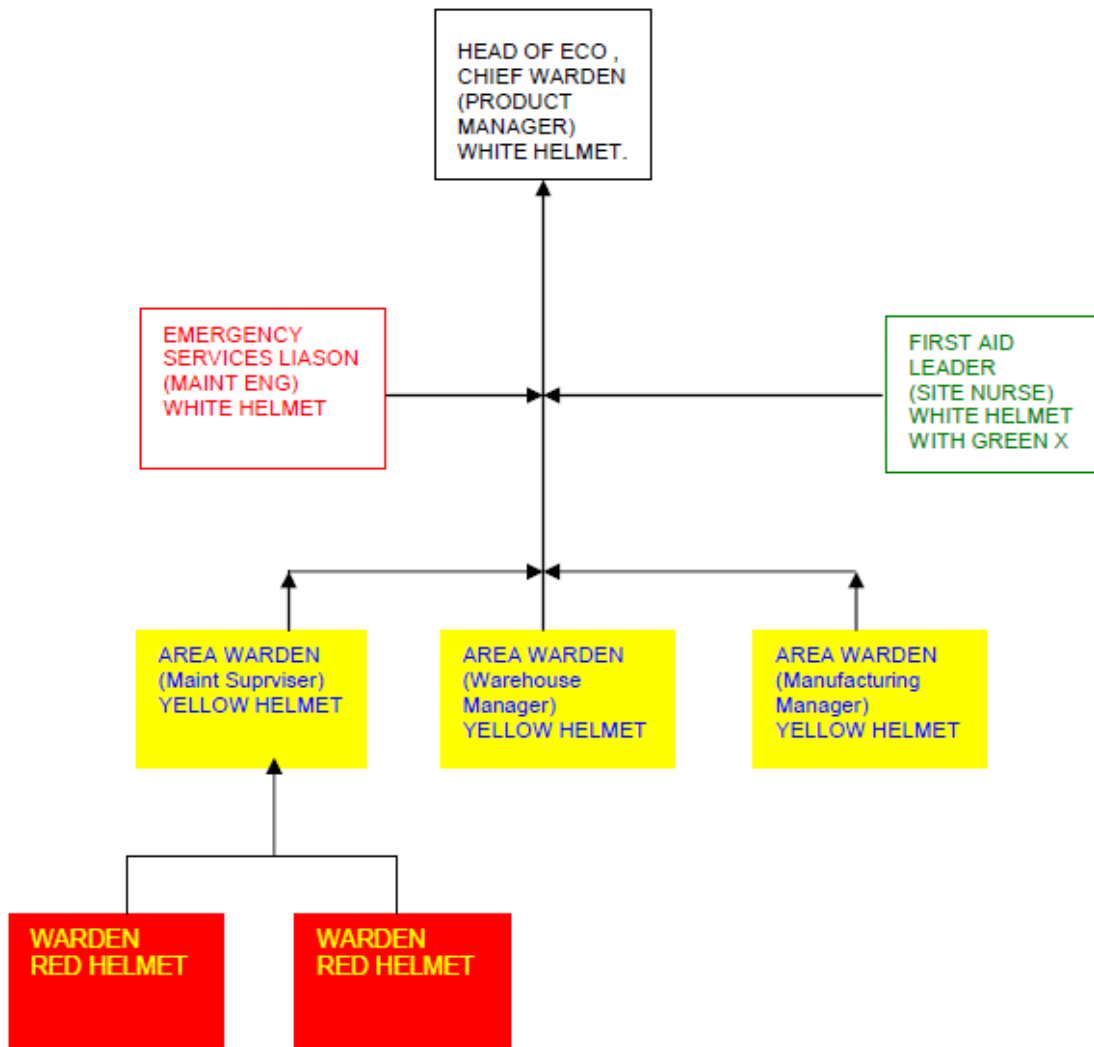 HEAD OF ECO ,
CHIEF WARDEN
(PRODUCT
MANAGER)
WHITE HELMET.
EMERGENCY
SERVICES LIASON
(MAINT ENG)
WHITE HELMET
FIRST AID
LEADER
(SITE NURSE)
WHITE HELMET
WITH GREEN X
AREA WARDEN
(Maint Suprviser)
YELLOW HELMET
AREA WARDEN
(Warehouse
Manager)
YELLOW HELMET
AREA WARDEN
(Manufacturing
Manager)
YELLOW HELMET
WARDEN
RED HELMET
WARDEN
RED HELMET